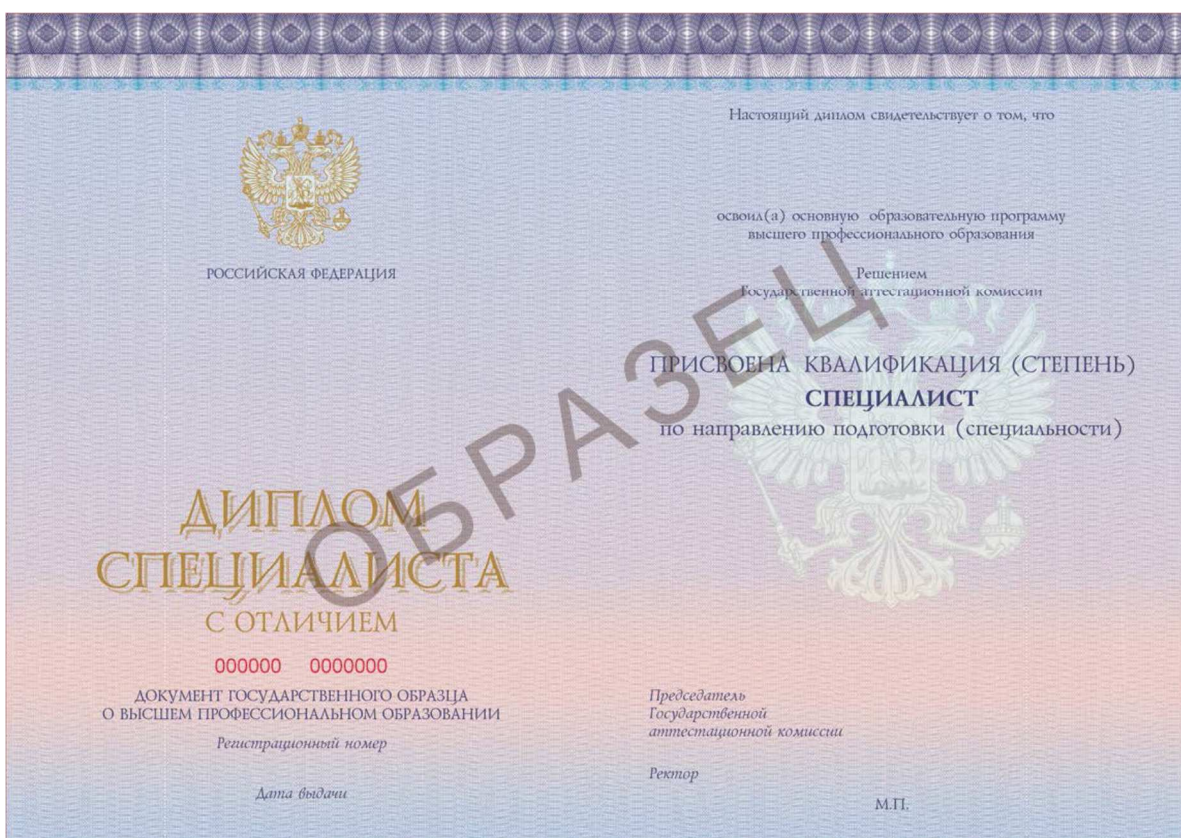 РОССИЙСКАЯ ФЕДЕРАЦИЯ
ДИПЛОМ
СПЕЦИАЛИСТА
С ОТЛИЧИЕМ
000000 0000000
ДОКУМЕНТ ГОСУДАРСТВЕННОГО ОБРАЗЦА
О ВЫСШЕМ ПРОФЕССИОНАЛЬНОМ ОБРАЗОВАНИИ
Регистрационный номер
Дата выдачи
Настоящий диплом свидетельствует о том, что
освоил(а) основную образовательную программу
высшего профессионального образования
Решением
Государственной аттестационной комиссии
ПРИСВОЕНА КВАЛИФИКАЦИЯ (СТЕПЕНЬ)
СПЕЦИАЛИСТ
по направлению подготовки (специальности)
Председатель
Государственной
аттестационной комиссии
Ректор
М.П.
ОБРАЗЕЦ